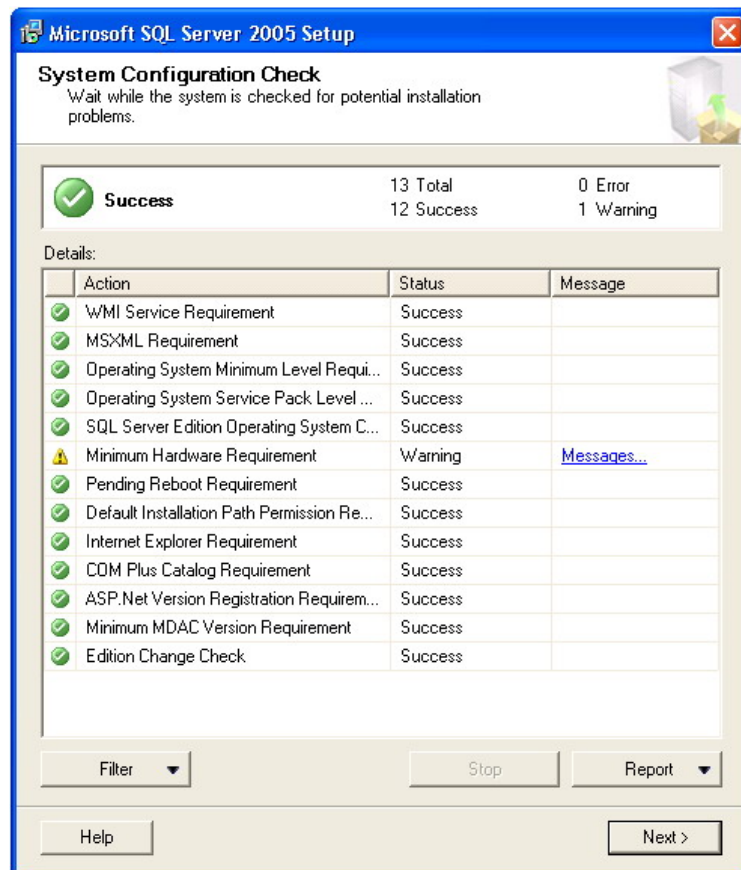 Microsoft SQL Server 2005 Setup
System Configuration Check
Wait while the system is checked for potential installation
problems.
Success 13 Total 0 Error
12 Success 1 Warning
Details:
Action Status Message
WMI Service Requirement Success
MSXML Requirement Success
Operating System Minimum Level Requi... Success
Operating System Service Pack Level ... Success
SQL Server Edition Operating System C... Success
Minimum Hardware Requirement Warning Messages...
Pending Reboot Requirement Success
Default Installation Path Permission Re... Success
Internet Explorer Requirement Success
COM Plus Catalog Requirement Success
ASP.Net Version Registration Requirem... Success
Minimum MDAC Version Requirement Success
Edition Change Check Success
Filter Stop Report
Help Next >